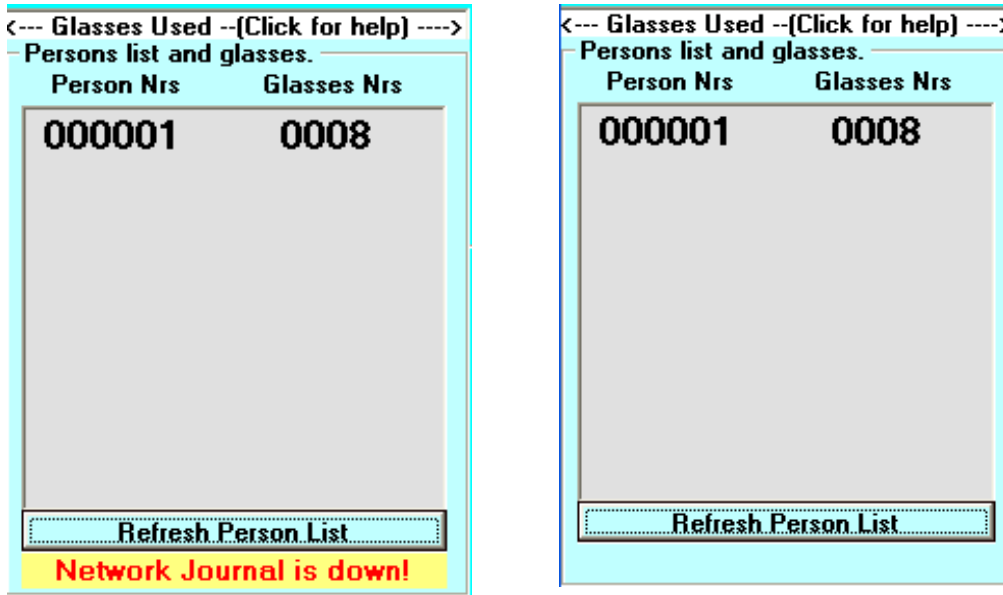 <--- Glasses Used --(Click for help) ---->
Persons list and glasses.
Person Nrs Glasses Nrs
000001 0008
Refresh Person List
Network Journal is down!
<--- Glasses Used --(Click for help) ---->
Persons list and glasses.
Person Nrs Glasses Nrs
000001 0008
Refresh Person List